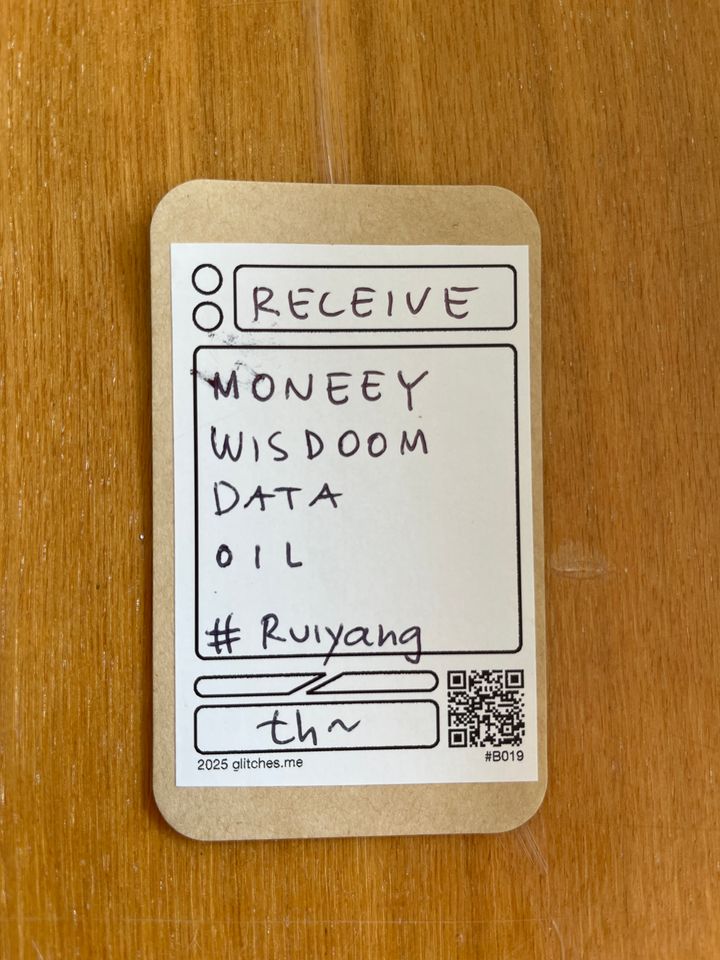 RECEIVE
MONEEY
WISDOOM
DATA
OIL
# Ruiyang
th~
2025 glitches.me
#B019